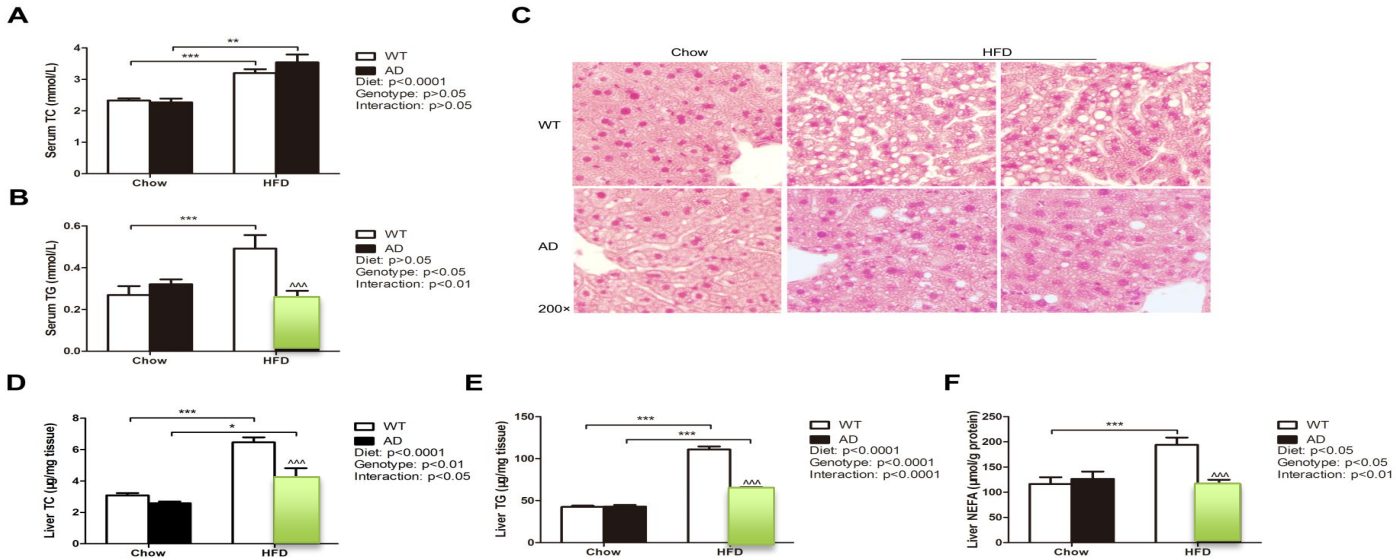 A
Serum TC (mmol/L)
4
3
2
1
0
***
**
Chow
HFD
WT
AD
Diet: p<0.0001
Genotype: p>0.05
Interaction: p>0.05
B
Serum TG (mmol/L)
0.6
0.4
0.2
0.0
***
^^^
Chow
HFD
WT
AD
Diet: p>0.05
Genotype: p<0.05
Interaction: p<0.01
C
Chow
HFD
WT
AD
200×
D
Liver TC (µg/mg tissue)
8
6
4
2
0
***
*
^^^
Chow
HFD
WT
AD
Diet: p<0.0001
Genotype: p<0.01
Interaction: p<0.05
E
Liver TG (µg/mg tissue)
150
100
50
0
***
***
^^^
Chow
HFD
WT
AD
Diet: p<0.0001
Genotype: p<0.0001
Interaction: p<0.0001
F
Liver NEFA (µmol/g protein)
250
200
150
100
50
0
***
^^^
Chow
HFD
WT
AD
Diet: p<0.05
Genotype: p<0.05
Interaction: p<0.01